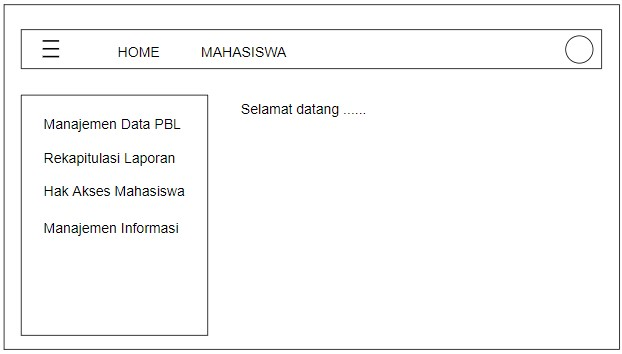 HOME MAHASISWA
Manajemen Data PBL
Rekapitulasi Laporan
Hak Akses Mahasiswa
Manajemen Informasi
Selamat datang ......